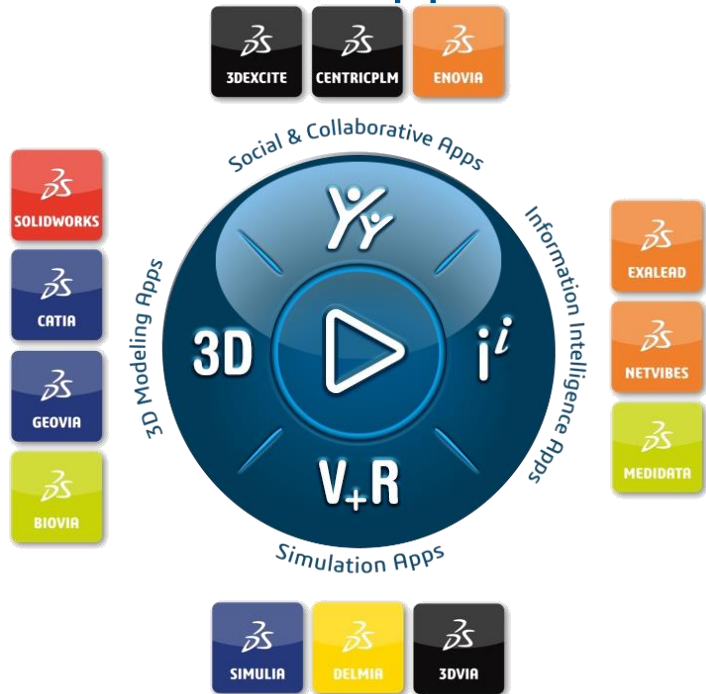 3DEXCITE
CENTRICPLM
ENOVIA
Social & Collaborative Apps
SOLIDWORKS
CATIA
GEOVIA
BIOVIA
3D Modeling Apps
3D
i i
V+R
Information Intelligence Apps
EXALEAD
NETVIBES
MEDIDATA
Simulation Apps
SIMULIA
DELMIA
3DVIA